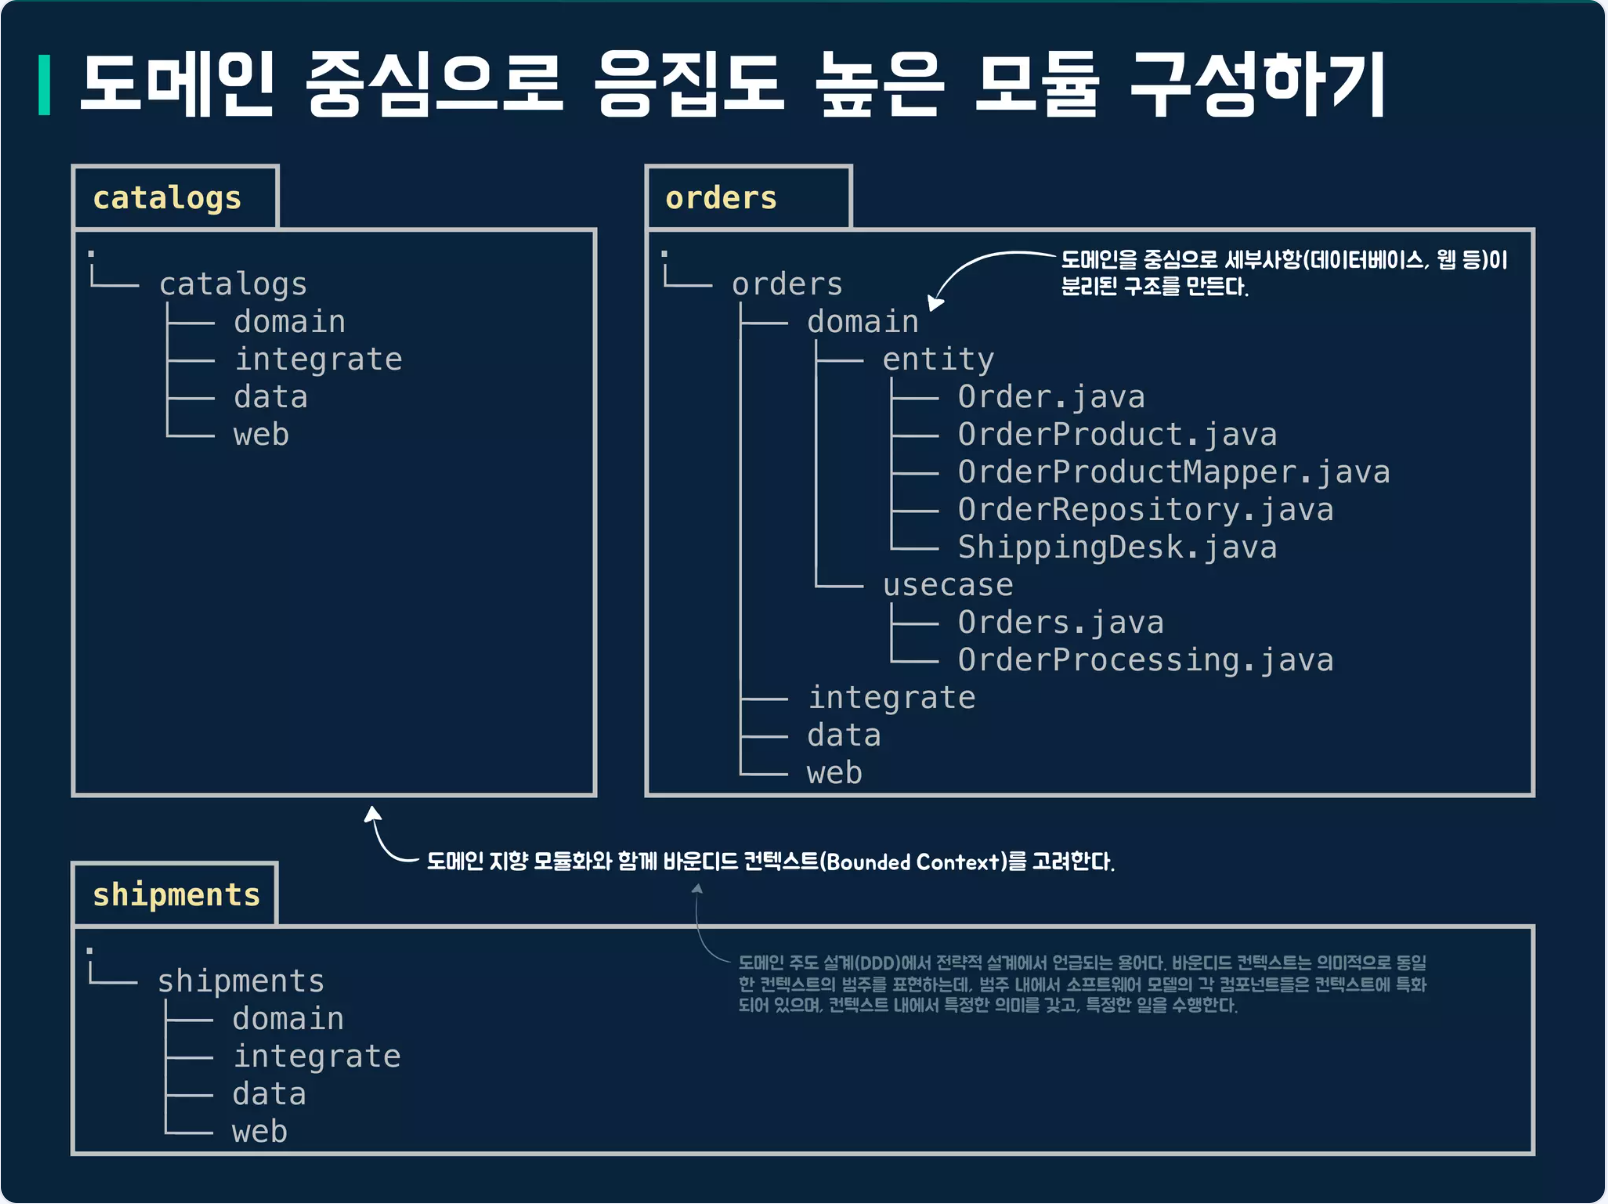 도메인 중심으로 응집도 높은 모듈 구성하기
catalogs
.
└── catalogs
├── domain
├── integrate
├── data
└── web
orders
.
└── orders
├── domain
├── entity
├── Order.java
├── OrderProduct.java
├── OrderProductMapper.java
├── OrderRepository.java
└── ShippingDesk.java
└── usecase
├── Orders.java
└── OrderProcessing.java
├── integrate
├── data
└── web
도메인을 중심으로 세부사항(데이터베이스, 웹 등)이
분리된 구조를 만든다.
도메인 지향 모듈화와 함께 바운디드 컨텍스트(Bounded Context)를 고려한다.
shipments
.
└── shipments
├── domain
├── integrate
├── data
└── web
도메인 주도 설계(DDD)에서 전략적 설계에서 언급되는 용어다. 바운디드 컨텍스트는 의미적으로 동일
한 컨텍스트의 범주를 표현하는데, 범주 내에서 소프트웨어 모델의 각 컴포넌트들은 컨텍스트에 특화
되어 있으며, 컨텍스트 내에서 특정한 의미를 갖고, 특정한 일을 수행한다.